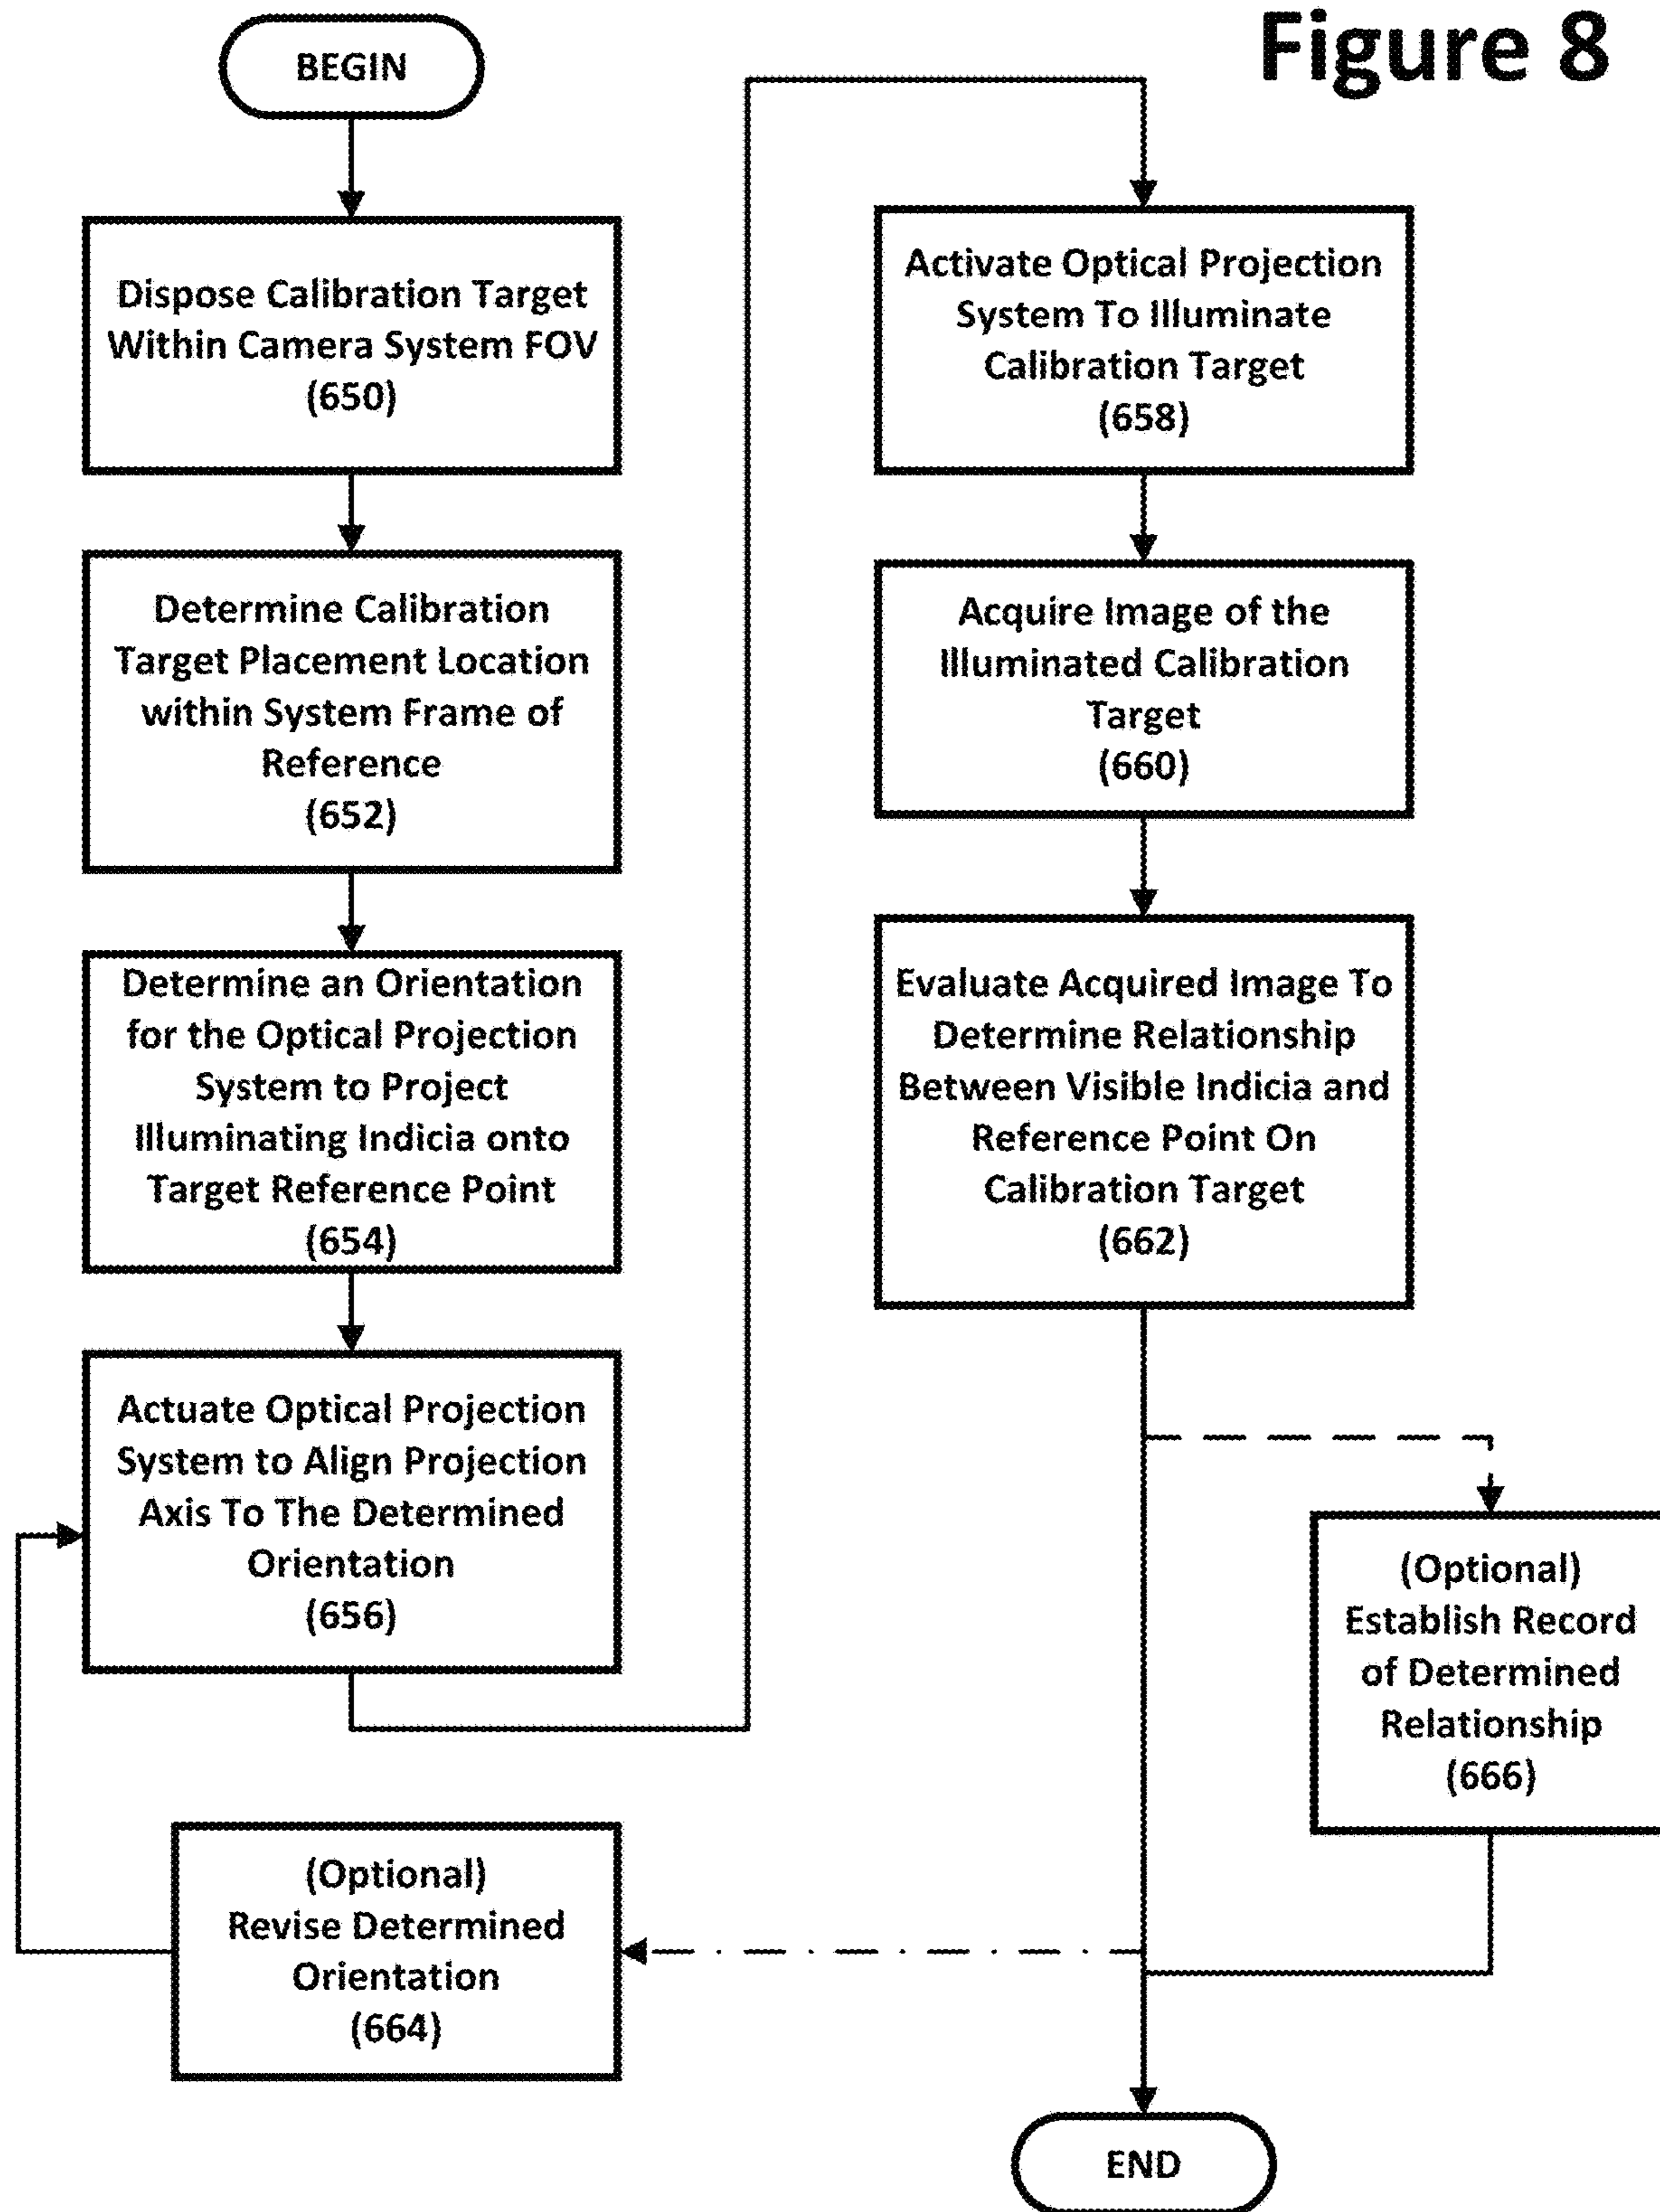 Figure 8
BEGIN
Dispose Calibration Target
Within Camera System FOV
(650)
Determine Calibration
Target Placement Location
within System Frame of
Reference
(652)
Determine an Orientation
for the Optical Projection
System to Project
Illuminating Indicia onto
Target Reference Point
(654)
Actuate Optical Projection
System to Align Projection
Axis To The Determined
Orientation
(656)
Activate Optical Projection
System To Illuminate
Calibration Target
(658)
Acquire Image of the
Illuminated Calibration
Target
(660)
Evaluate Acquired Image To
Determine Relationship
Between Visible Indicia and
Reference Point On
Calibration Target
(662)
(Optional)
Establish Record
of Determined
Relationship
(666)
(Optional)
Revise Determined
Orientation
(664)
END